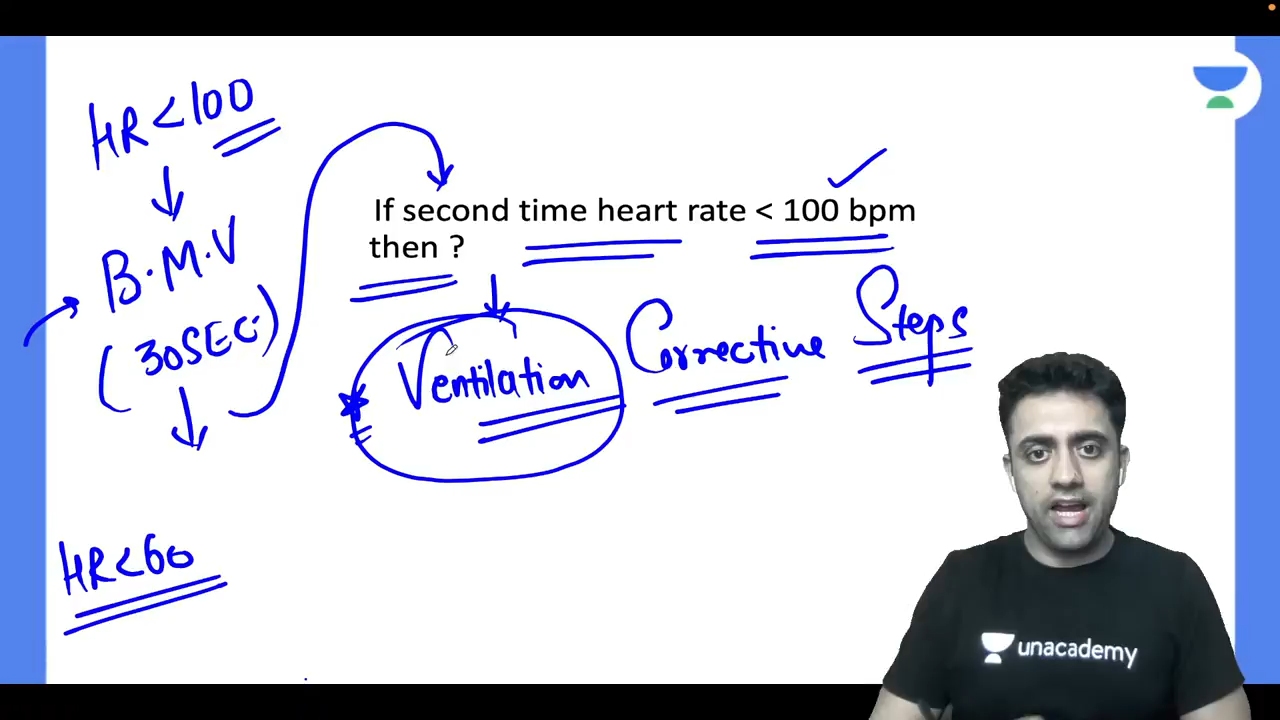 HR < 100
B.M.V
(30SEC)
HR < 60
If second time heart rate < 100 bpm
then ?
Ventilation Corrective Steps
unacademy